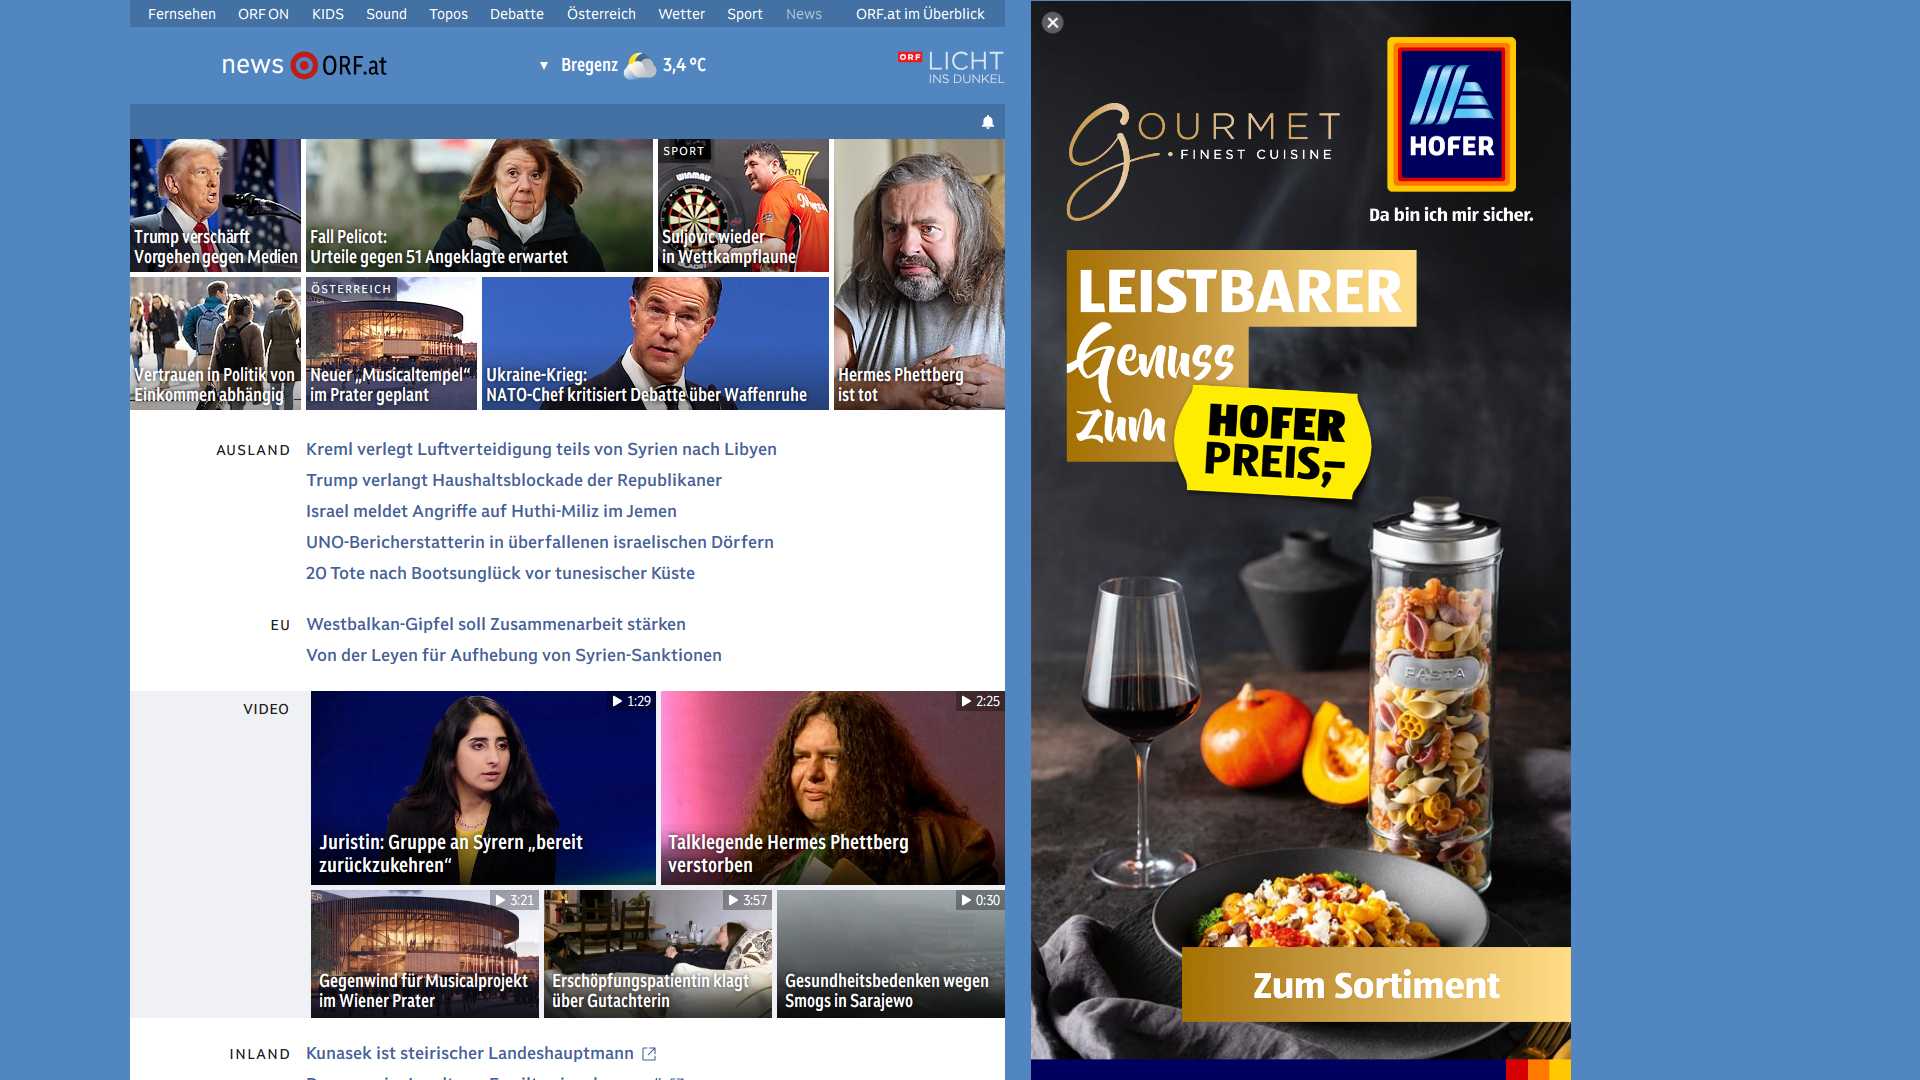 Fernsehen ORF ON KIDS Sound Topos Debatte Österreich Wetter Sport News ORF.at im Überblick
news ORF.at
Bregenz 3,4 °C
ORF LICHT
INS DUNKEL
Trump verschärft
Vorgehen gegen Medien
Fall Pelicot:
Urteile gegen 51 Angeklagte erwartet
SPORT
WINMAU
Suljovic wieder
in Wettkampflaune
Vertrauen in Politik von
Einkommen abhängig
ÖSTERREICH
Neuer „Musicaltempel“
im Prater geplant
Ukraine-Krieg:
NATO-Chef kritisiert Debatte über Waffenruhe
Hermes Phettberg
ist tot
AUSLAND
Kreml verlegt Luftverteidigung teils von Syrien nach Libyen
Trump verlangt Haushaltsblockade der Republikaner
Israel meldet Angriffe auf Huthi-Miliz im Jemen
UNO-Bericherstatterin in überfallenen israelischen Dörfern
20 Tote nach Bootsunglück vor tunesischer Küste
EU
Westbalkan-Gipfel soll Zusammenarbeit stärken
Von der Leyen für Aufhebung von Syrien-Sanktionen
VIDEO
1:29
Juristin: Gruppe an Syrern „bereit
zurückzukehren“
2:25
Talklegende Hermes Phettberg
verstorben
3:21
Gegenwind für Musicalprojekt
im Wiener Prater
3:57
Erschöpfungspatientin klagt
über Gutachterin
0:30
Gesundheitsbedenken wegen
Smogs in Sarajewo
INLAND
Kunasek ist steirischer Landeshauptmann
GOURMET
FINEST CUISINE
HOFER
Da bin ich mir sicher.
LEISTBARER
Genuss
zum
HOFER
PREIS,-
PASTA
Zum Sortiment